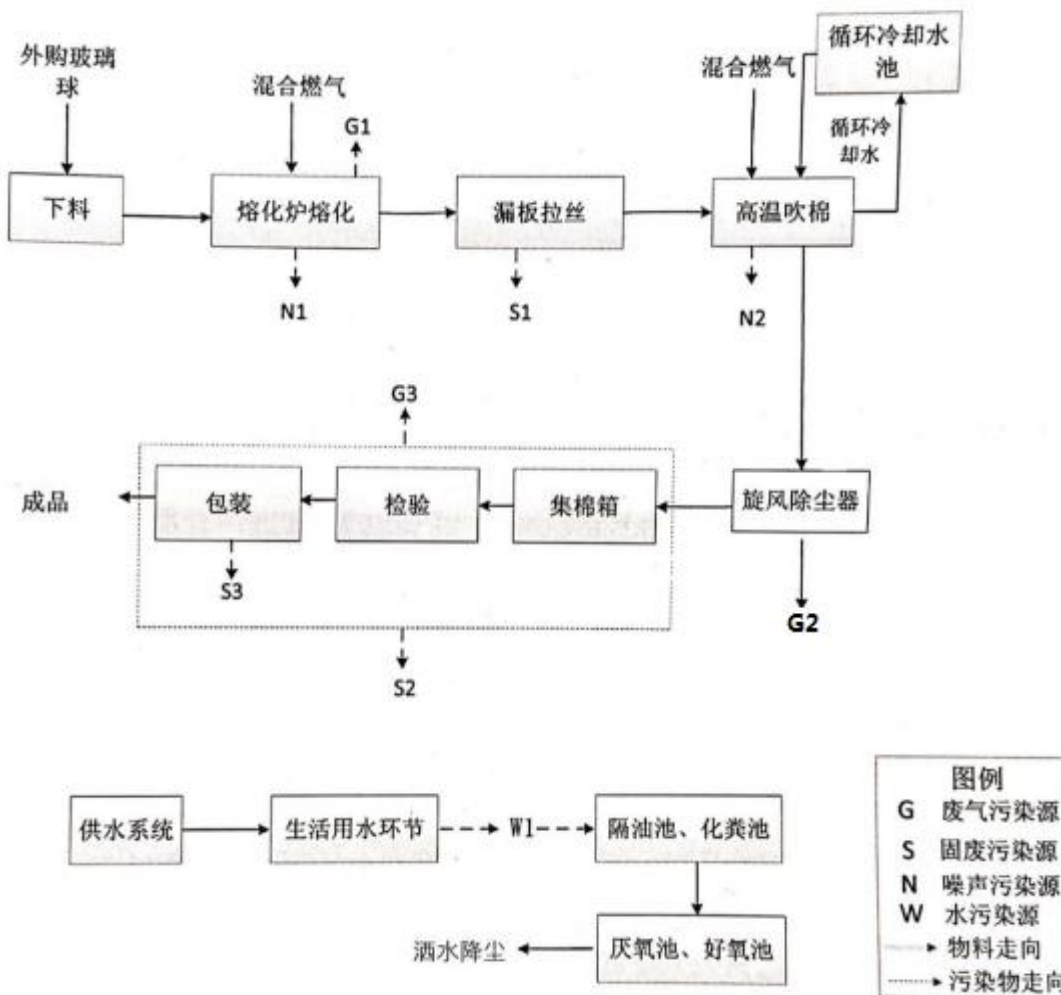 外购玻璃
球
混合燃气
G1
混合燃气
循环冷却水
池
循环冷
却水
下料
熔化炉熔化
漏板拉丝
高温吹棉
N1
S1
N2
G3
成品
包装
检验
集棉箱
旋风除尘器
S3
G2
S2
供水系统
生活用水环节
W1
隔油池、化粪池
洒水降尘
厌氧池、好氧池
图例
G 废气污染源
S 固废污染源
N 噪声污染源
W 水污染源
物料走向
污染物走向